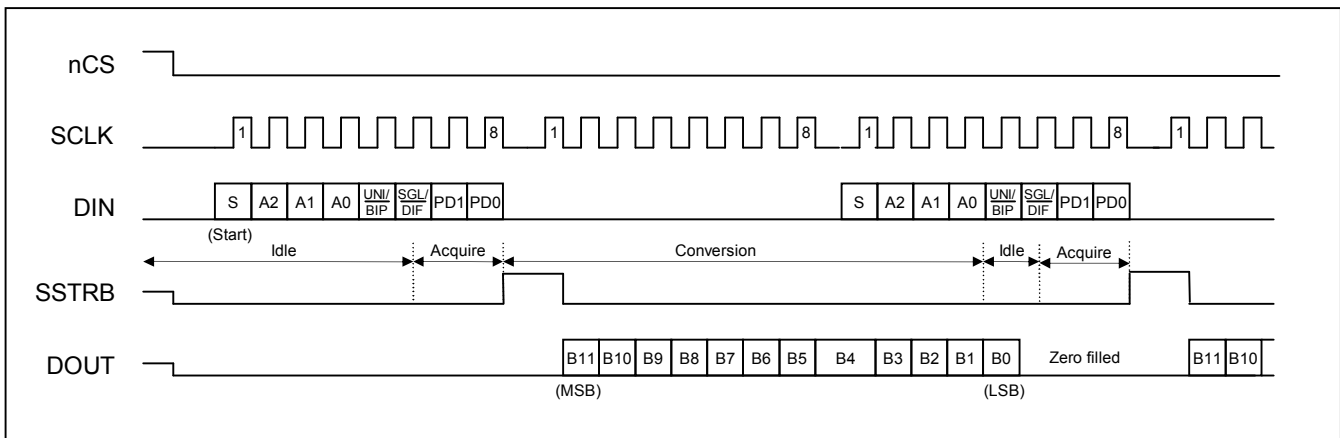 nCS
SCLK 1 8 1 8 1 8 1
DIN S A2 A1 A0 UNI/BIP SGL/DIF PD1 PD0 S A2 A1 A0 UNI/BIP SGL/DIF PD1 PD0
(Start)
Idle Acquire Conversion Idle Acquire
SSTRB
DOUT B11 B10 B9 B8 B7 B6 B5 B4 B3 B2 B1 B0 Zero filled B11 B10
(MSB) (LSB)